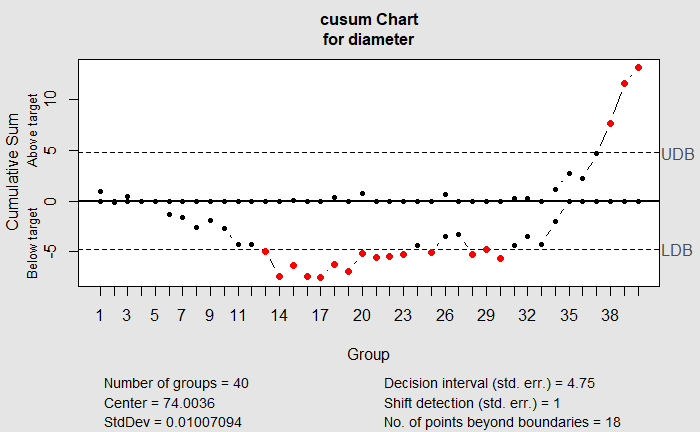 cusum Chart
for diameter
Cumulative Sum
Above target
Below target
10
5
0
-5
UDB
LDB
1 3 5 7 9 11 14 17 20 23 26 29 32 35 38
Group
Number of groups = 40
Center = 74.0036
StdDev = 0.01007094
Decision interval (std. err.) = 4.75
Shift detection (std. err.) = 1
No. of points beyond boundaries = 18